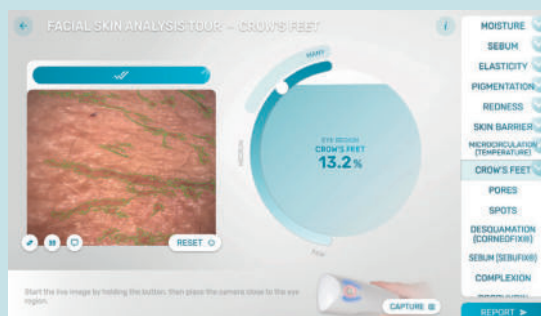 FACIAL SKIN ANALYSIS TOUR – CROW'S FEET
i
MANY
MEDIUM
FEW
EYE REGION
CROW'S FEET
13.2 %
RESET
Start the live image by holding the button, then place the camera close to the eye
region.
CAPTURE
MOISTURE
SEBUM
ELASTICITY
PIGMENTATION
REDNESS
SKIN BARRIER
MICROCIRCULATION
(TEMPERATURE)
CROW'S FEET
PORES
SPOTS
DESQUAMATION
(CORNEOFIX®)
SEBUM (SEBUFIX®)
COMPLEXION
REPORT